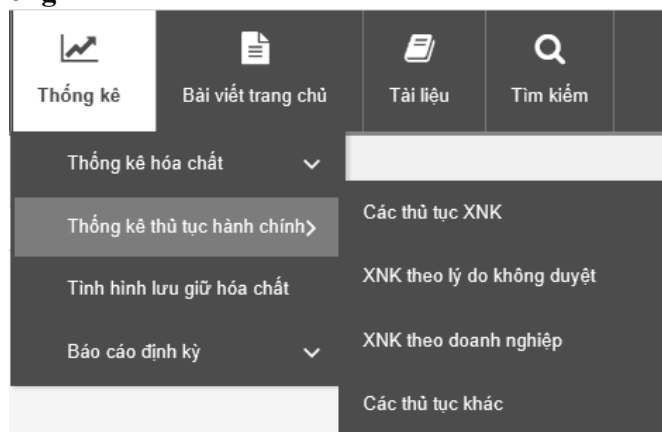 Thống kê
Bài viết trang chủ
Tài liệu
Tìm kiếm
Thống kê hóa chất
Thống kê thủ tục hành chính
Tình hình lưu giữ hóa chất
Báo cáo định kỳ
Các thủ tục XNK
XNK theo lý do không duyệt
XNK theo doanh nghiệp
Các thủ tục khác